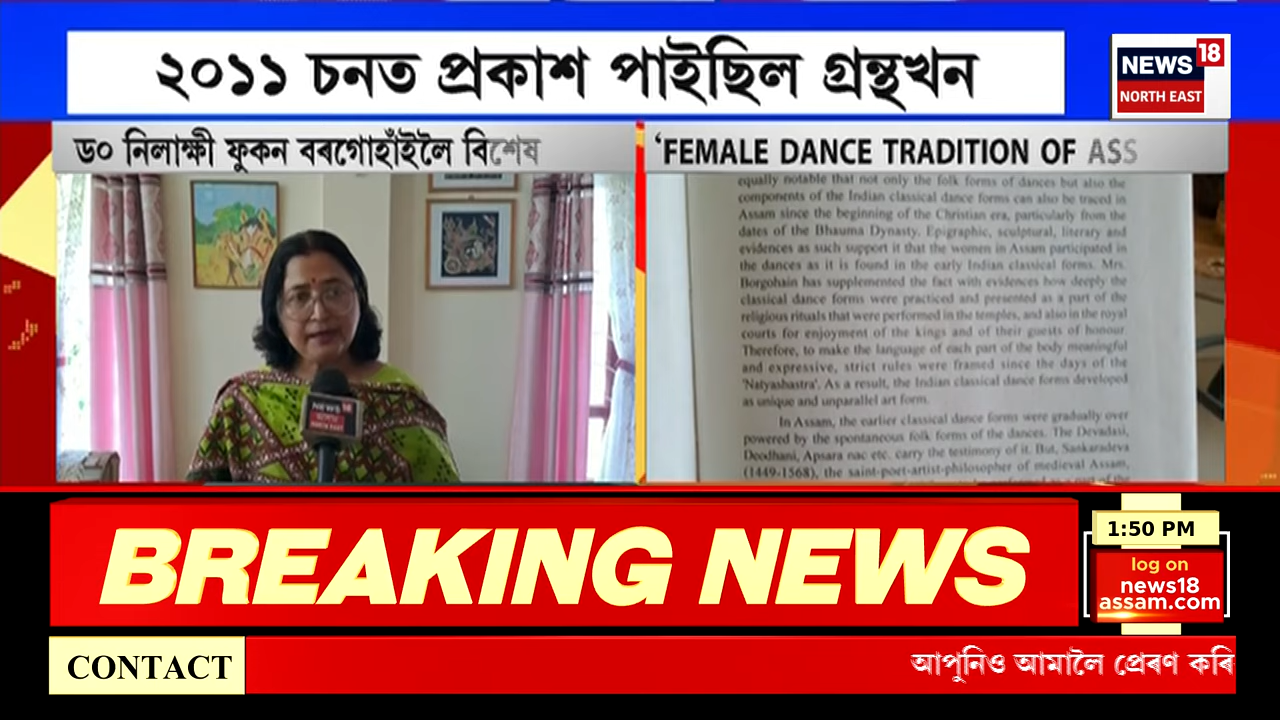 ২০১১ চনত প্ৰকাশ পাইছিল গ্ৰন্থখন
NEWS 18
NORTH EAST
ড০ নিলাক্ষী ফুকন বৰগোহাঁইলৈ বিশেষ
‘FEMALE DANCE TRADITION OF ASS
equally notable that not only the folk forms of dances but also the
components of the Indian classical dance forms can also be traced in
Assam since the beginning of the Christian era, particularly from the
dates of the Bhauma Dynasty. Epigraphic, sculptural, literary and
evidences as such support it that the women in Assam participated in
the dances as it is found in the early Indian classical forms. Mrs.
Borgohain has supplemented the fact with evidences how deeply the
classical dance forms were practiced and presented as a part of the
religious rituals that were performed in the temples, and also in the royal
courts for enjoyment of the kings and of their guests of honour.
Therefore, to make the language of each part of the body meaningful
and expressive, strict rules were framed since the days of the
'Natyashastra'. As a result, the Indian classical dance forms developed
as unique and unparallel art form.
In Assam, the earlier classical dance forms were gradually over
powered by the spontaneous folk forms of the dances. The Devadasi,
Deodhani, Apsara nac etc. carry the testimony of it. But, Sankaradeva
(1449-1568), the saint-poet-artist-philosopher of medieval Assam,
NEWS 18
NORTH EAST
BREAKING NEWS
1:50 PM
log on
news18
assam.com
CONTACT
আপুনিও আমালৈ প্ৰেৰণ কৰি